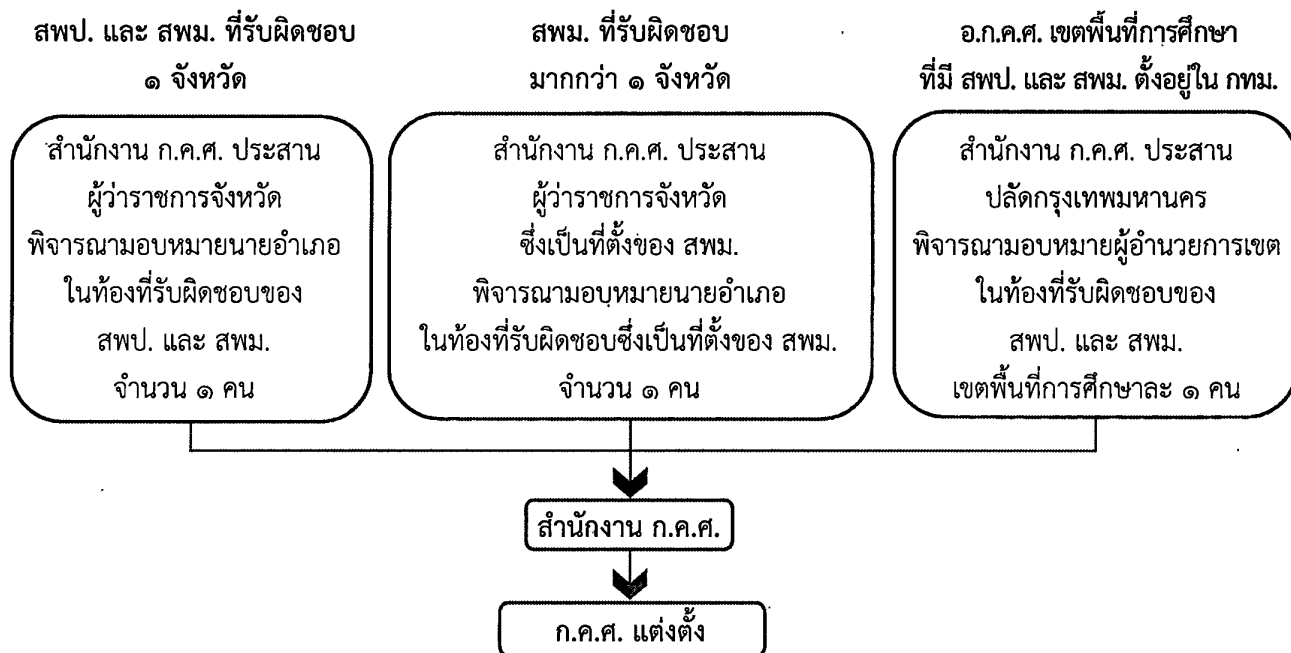 สพป. และ สพม. ที่รับผิดชอบ
๑ จังหวัด
สำนักงาน ก.ค.ศ. ประสาน
ผู้ว่าราชการจังหวัด
พิจารณามอบหมายนายอำเภอ
ในท้องที่รับผิดชอบของ
สพป. และ สพม.
จำนวน ๑ คน
สพม. ที่รับผิดชอบ
มากกว่า ๑ จังหวัด
สำนักงาน ก.ค.ศ. ประสาน
ผู้ว่าราชการจังหวัด
ซึ่งเป็นที่ตั้งของ สพม.
พิจารณามอบหมายนายอำเภอ
ในท้องที่รับผิดชอบซึ่งเป็นที่ตั้งของ สพม.
จำนวน ๑ คน
อ.ก.ค.ศ. เขตพื้นที่การศึกษา
ที่มี สพป. และ สพม. ตั้งอยู่ใน กทม.
สำนักงาน ก.ค.ศ. ประสาน
ปลัดกรุงเทพมหานคร
พิจารณามอบหมายผู้อำนวยการเขต
ในท้องที่รับผิดชอบของ
สพป. และ สพม.
เขตพื้นที่การศึกษาละ ๑ คน
สำนักงาน ก.ค.ศ.
ก.ค.ศ. แต่งตั้ง